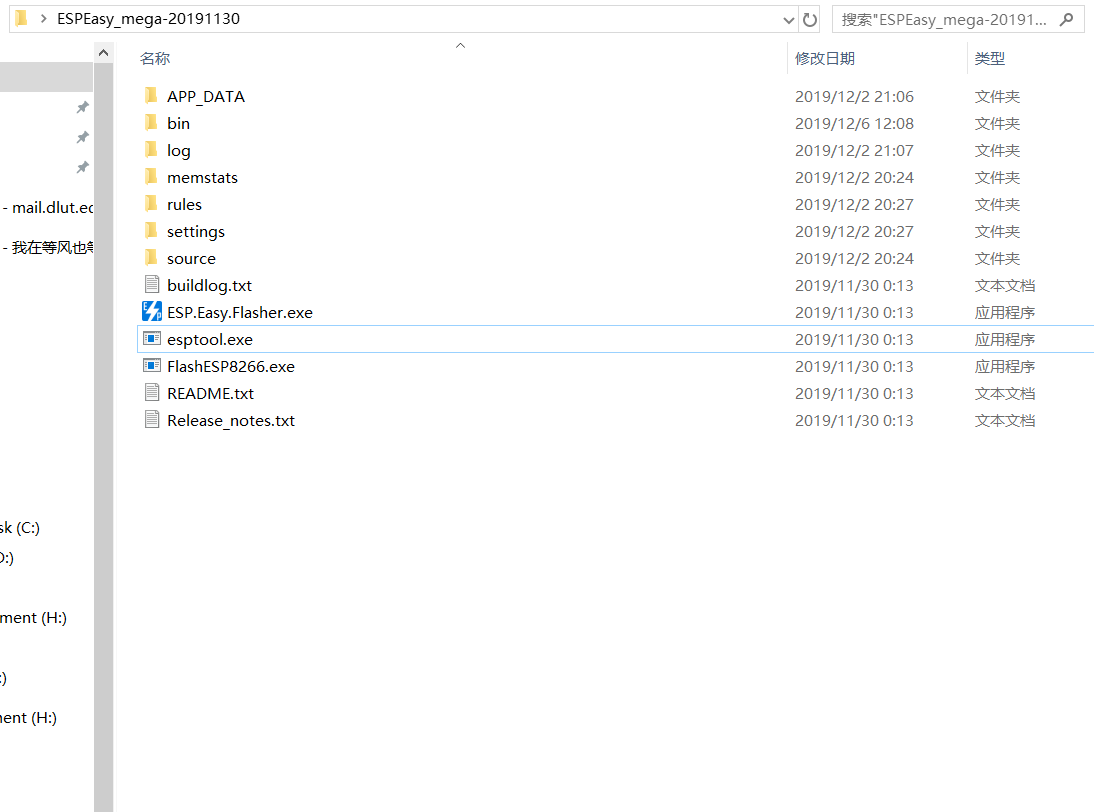 ESPEasy_mega-20191130
搜索"ESPEasy_mega-20191...
名称 修改日期 类型
APP_DATA 2019/12/2 21:06 文件夹
bin 2019/12/6 12:08 文件夹
log 2019/12/2 21:07 文件夹
memstats 2019/12/2 20:24 文件夹
rules 2019/12/2 20:27 文件夹
- mail.dlut.ec
settings 2019/12/2 20:27 文件夹
- 我在等风也等
source 2019/12/2 20:24 文件夹
buildlog.txt 2019/11/30 0:13 文本文档
ESP.Easy.Flasher.exe 2019/11/30 0:13 应用程序
esptool.exe 2019/11/30 0:13 应用程序
FlashESP8266.exe 2019/11/30 0:13 应用程序
README.txt 2019/11/30 0:13 文本文档
Release_notes.txt 2019/11/30 0:13 文本文档
sk (C:)
D:)
ment (H:)
:)
ment (H:)